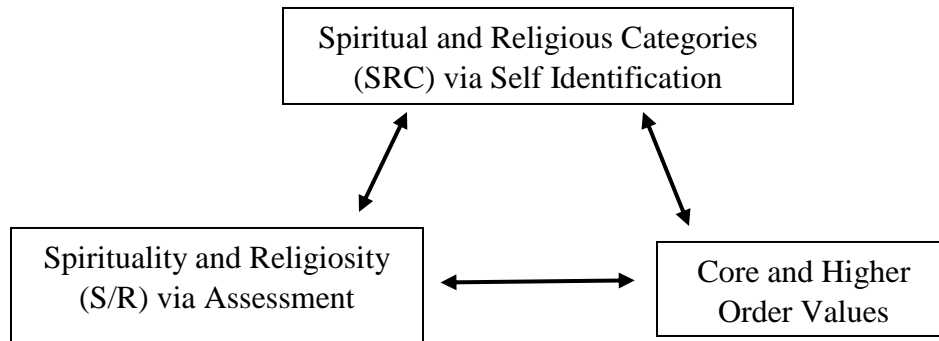 Spiritual and Religious Categories
(SRC) via Self Identification
Spirituality and Religiosity
(S/R) via Assessment
Core and Higher
Order Values